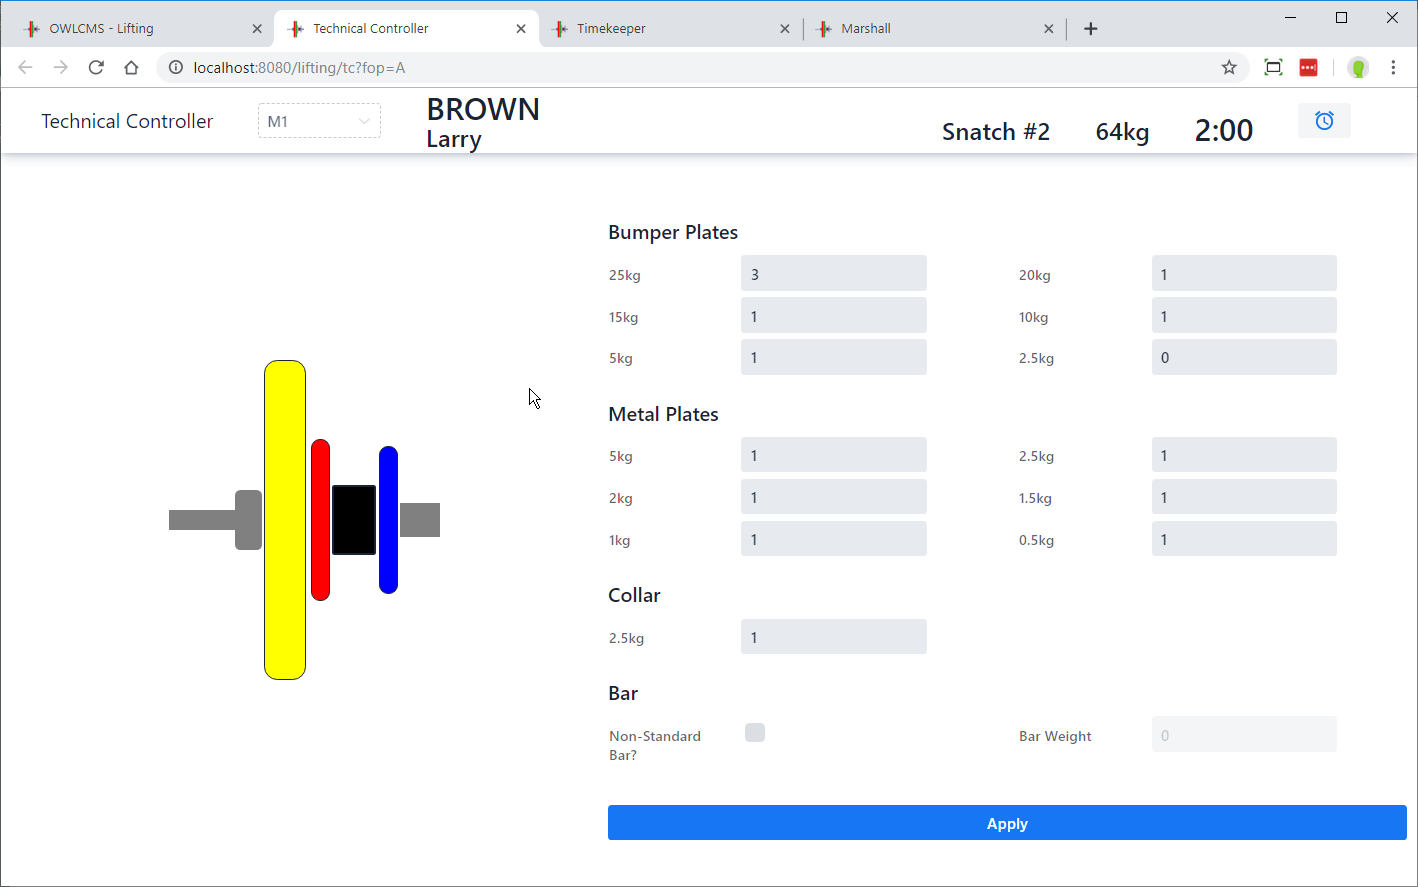 OWLCMS - Lifting
Technical Controller
Timekeeper
Marshall
localhost:8080/lifting/tc?fop=A
Technical Controller
M1
BROWN
Larry
Snatch #2
64kg
2:00
Bumper Plates
25kg 3 20kg 1
15kg 1 10kg 1
5kg 1 2.5kg 0
Metal Plates
5kg 1 2.5kg 1
2kg 1 1.5kg 1
1kg 1 0.5kg 1
Collar
2.5kg 1
Bar
Non-Standard
Bar?
Bar Weight 0
Apply